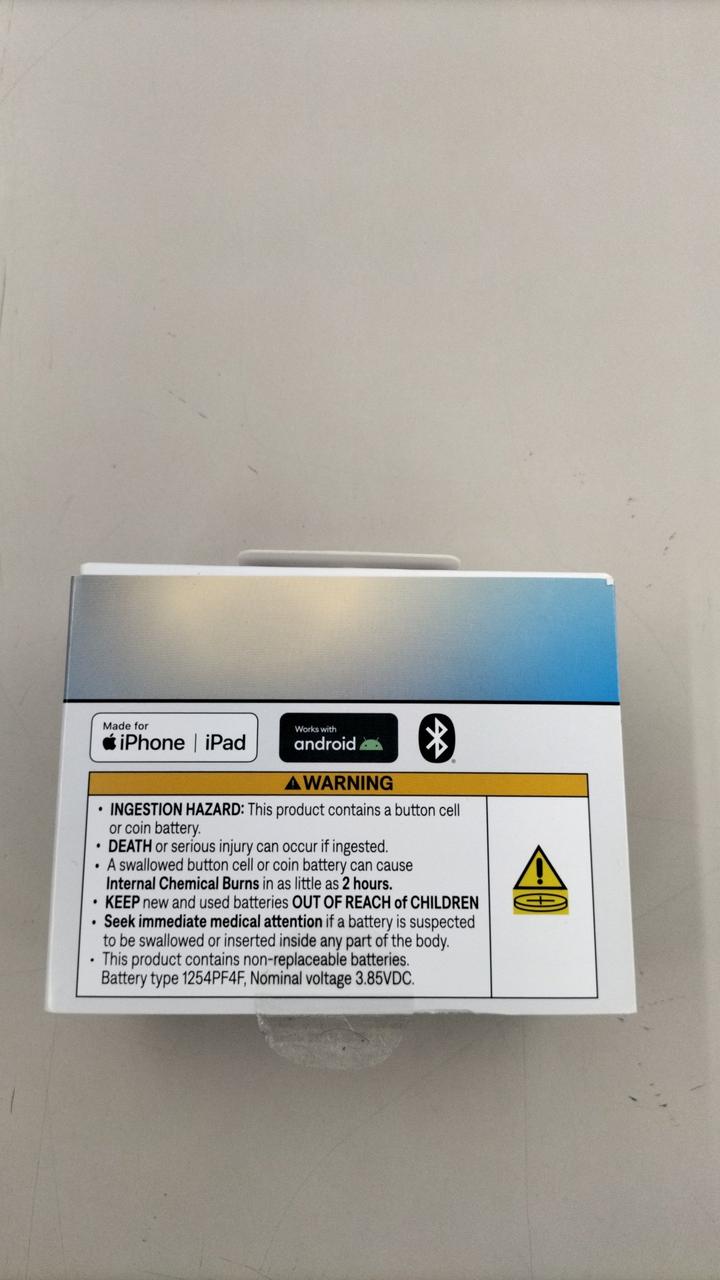 Made for
iPhone | iPad
Works with
android
WARNING
• INGESTION HAZARD: This product contains a button cell
or coin battery.
• DEATH or serious injury can occur if ingested.
• A swallowed button cell or coin battery can cause
Internal Chemical Burns in as little as 2 hours.
• KEEP new and used batteries OUT OF REACH of CHILDREN
• Seek immediate medical attention if a battery is suspected
to be swallowed or inserted inside any part of the body.
• This product contains non-replaceable batteries.
Battery type 1254PF4F, Nominal voltage 3.85VDC.